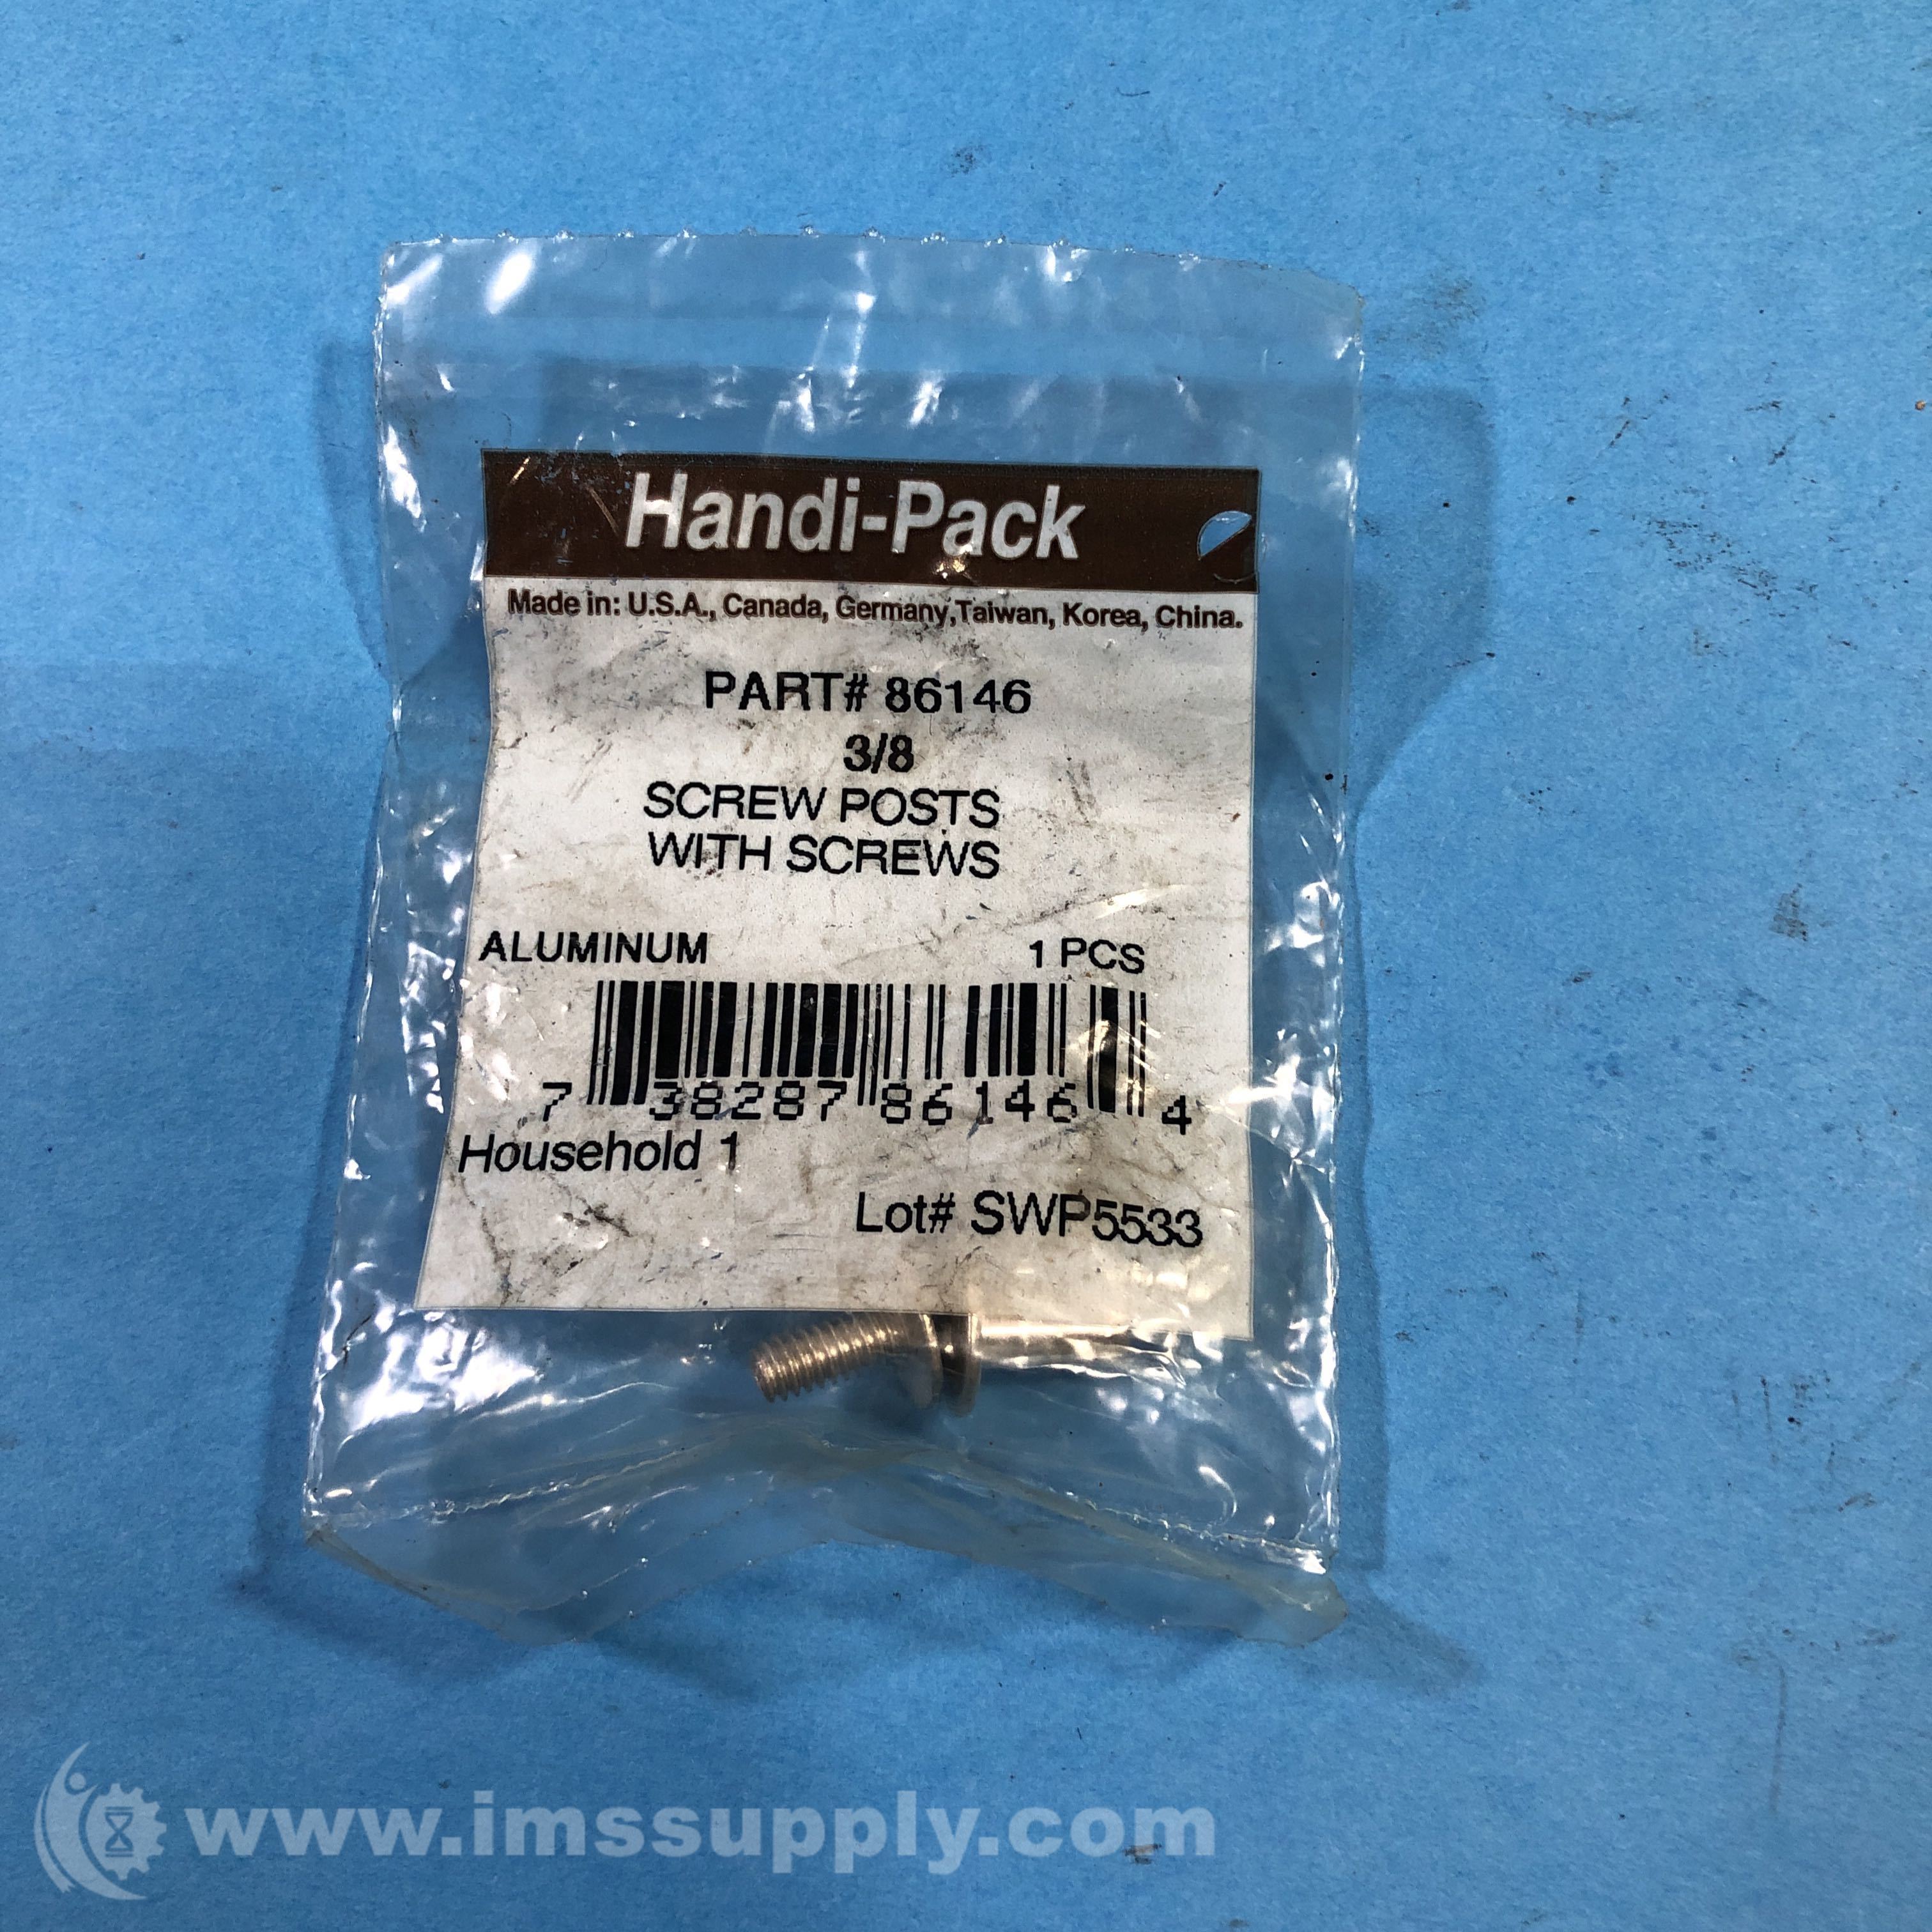 Handi-Pack
Made in: U.S.A., Canada, Germany,Taiwan, Korea, China.
PART# 86146
3/8
SCREW POSTS
WITH SCREWS
ALUMINUM 1 PCS
7 38287 86146 4
Household 1
Lot# SWP5533
www.imssupply.com